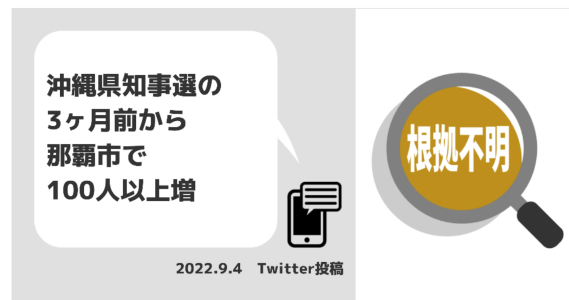 沖縄県知事選の
3ヶ月前から
那覇市で
100人以上増
2022.9.4 Twitter投稿
根拠不明